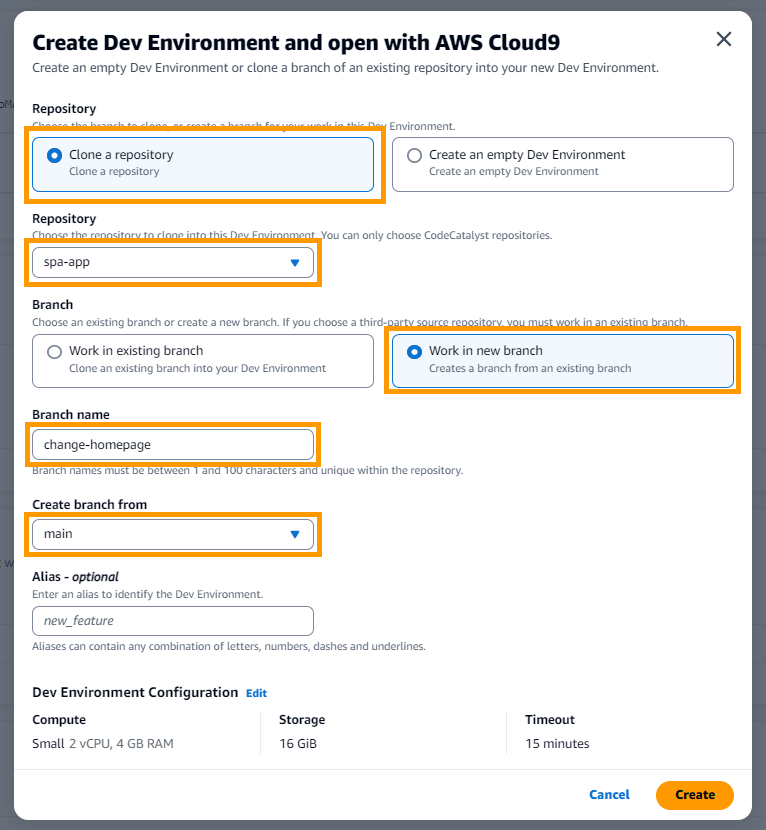 Create Dev Environment and open with AWS Cloud9
Create an empty Dev Environment or clone a branch of an existing repository into your new Dev Environment.
Repository
Choose the branch to clone, or create a branch for your work in this Dev Environment.
Clone a repository
Clone a repository
Create an empty Dev Environment
Create an empty Dev Environment
Repository
Choose the repository to clone into this Dev Environment. You can only choose CodeCatalyst repositories.
spa-app
Branch
Choose an existing branch or create a new branch. If you choose a third-party source repository, you must work in an existing branch.
Work in existing branch
Clone an existing branch into your Dev Environment
Work in new branch
Creates a branch from an existing branch
Branch name
change-homepage
Branch names must be between 1 and 100 characters and unique within the repository.
Create branch from
main
Alias - optional
Enter an alias to identify the Dev Environment.
new_feature
Aliases can contain any combination of letters, numbers, dashes and underlines.
Dev Environment Configuration Edit
Compute
Small 2 vCPU, 4 GB RAM
Storage
16 GiB
Timeout
15 minutes
Cancel
Create